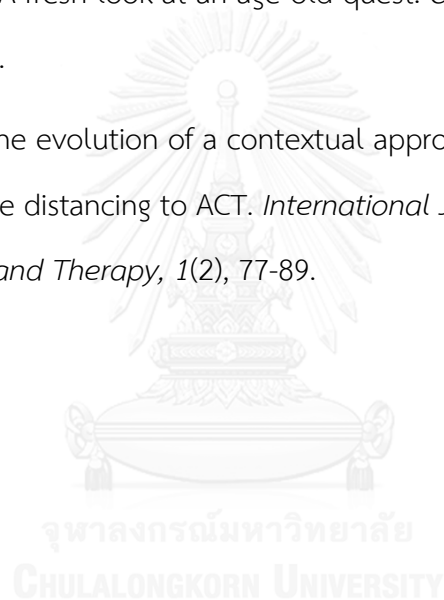 A fresh look at an age-old quest.
.
he evolution of a contextual appro
e distancing to ACT. International J
and Therapy, 1(2), 77-89.
จุฬาลงกรณ์มหาวิทยาลัย
CHULALONGKORN UNIVERSITY